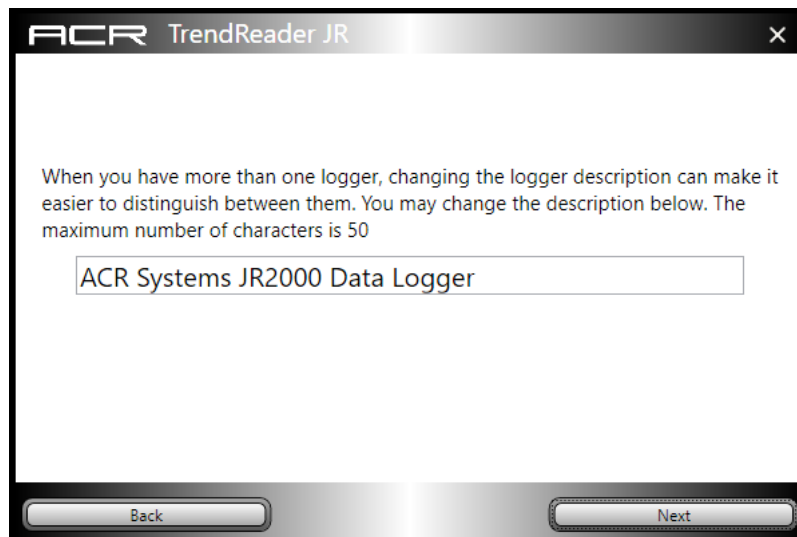 ACR TrendReader JR
When you have more than one logger, changing the logger description can make it
easier to distinguish between them. You may change the description below. The
maximum number of characters is 50
ACR Systems JR2000 Data Logger
Back Next